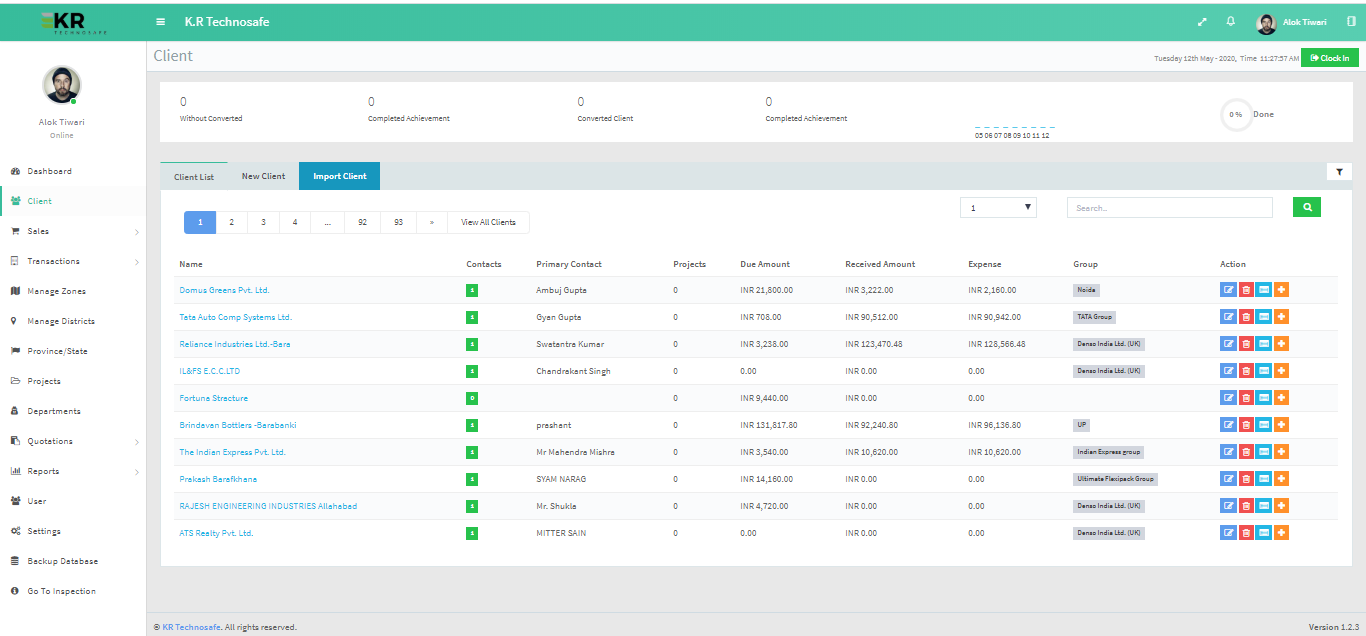 KR
TECHNOSAFE
K.R Technosafe
Alok Tiwari
Client
Tuesday 12th May - 2020, Time 11:27:57 AM
Clock In
Alok Tiwari
Online
Dashboard
Client
Sales
Transactions
Manage Zones
Manage Districts
Province/State
Projects
Departments
Quotations
Reports
User
Settings
Backup Database
Go To Inspection
0 0 0 0
Without Converted Completed Achievement Converted Client Completed Achievement
03 06 07 08 09 10 11 12
0 % Done
Client List New Client Import Client
1 2 3 4 ... 92 93 » View All Clients
1 Search...
Name Contacts Primary Contact Projects Due Amount Received Amount Expense Group Action
Domus Greens Pvt. Ltd. 1 Ambuj Gupta 0 INR 21,800.00 INR 3,222.00 INR 2,160.00 Noida
Tata Auto Comp Systems Ltd. 1 Gyan Gupta 0 INR 708.00 INR 90,512.00 INR 90,942.00 TATA Group
Reliance Industries Ltd.-Bara 1 Swatantra Kumar 0 INR 3,238.00 INR 123,470.48 INR 128,566.48 Denso India Ltd. (UK)
IL&FS E.C.C.LTD 1 Chandrakant Singh 0 0.00 INR 0.00 0.00 Denso India Ltd. (UK)
Fortuna Structure 0 0 INR 9,440.00 INR 0.00 0.00
Brindavan Bottlers -Barabanki 1 prashant 0 INR 131,817.80 INR 92,240.80 INR 96,136.80 UP
The Indian Express Pvt. Ltd. 1 Mr Mahendra Mishra 0 INR 3,540.00 INR 10,620.00 INR 10,620.00 Indian Express group
Prakash Barafkhana 1 SYAM NARAG 0 INR 14,160.00 INR 0.00 0.00 Ultimate Flexipack Group
RAJESH ENGINEERING INDUSTRIES Allahabad 1 Mr. Shukla 0 INR 4,720.00 INR 0.00 0.00 Denso India Ltd. (UK)
ATS Realty Pvt. Ltd. 1 MITTER SAIN 0 0.00 INR 0.00 0.00 Denso India Ltd. (UK)
© KR Technosafe. All rights reserved.
Version 1.2.3